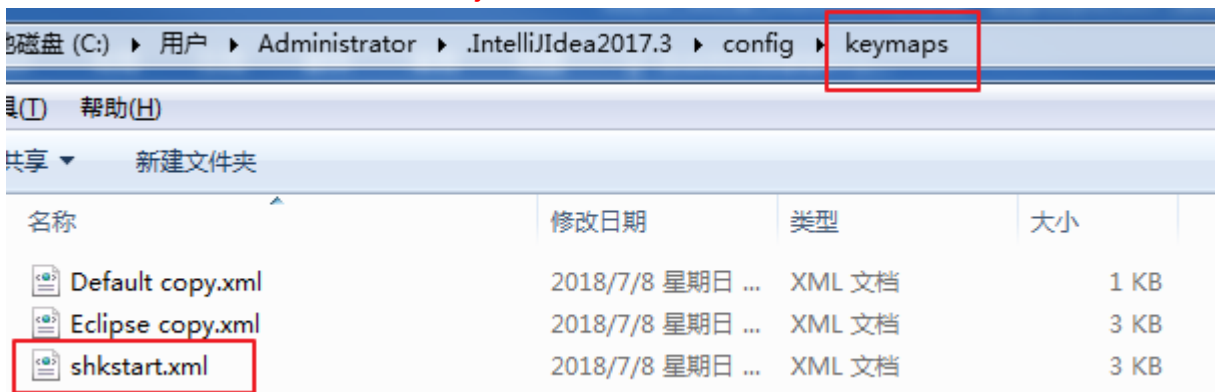 磁盘 (C:) ▸ 用户 ▸ Administrator ▸ .IntelliJIdea2017.3 ▸ config ▸ keymaps
具(T) 帮助(H)
共享 ▼ 新建文件夹
名称 修改日期 类型 大小
Default copy.xml 2018/7/8 星期日 ... XML 文档 1 KB
Eclipse copy.xml 2018/7/8 星期日 ... XML 文档 3 KB
shkstart.xml 2018/7/8 星期日 ... XML 文档 3 KB